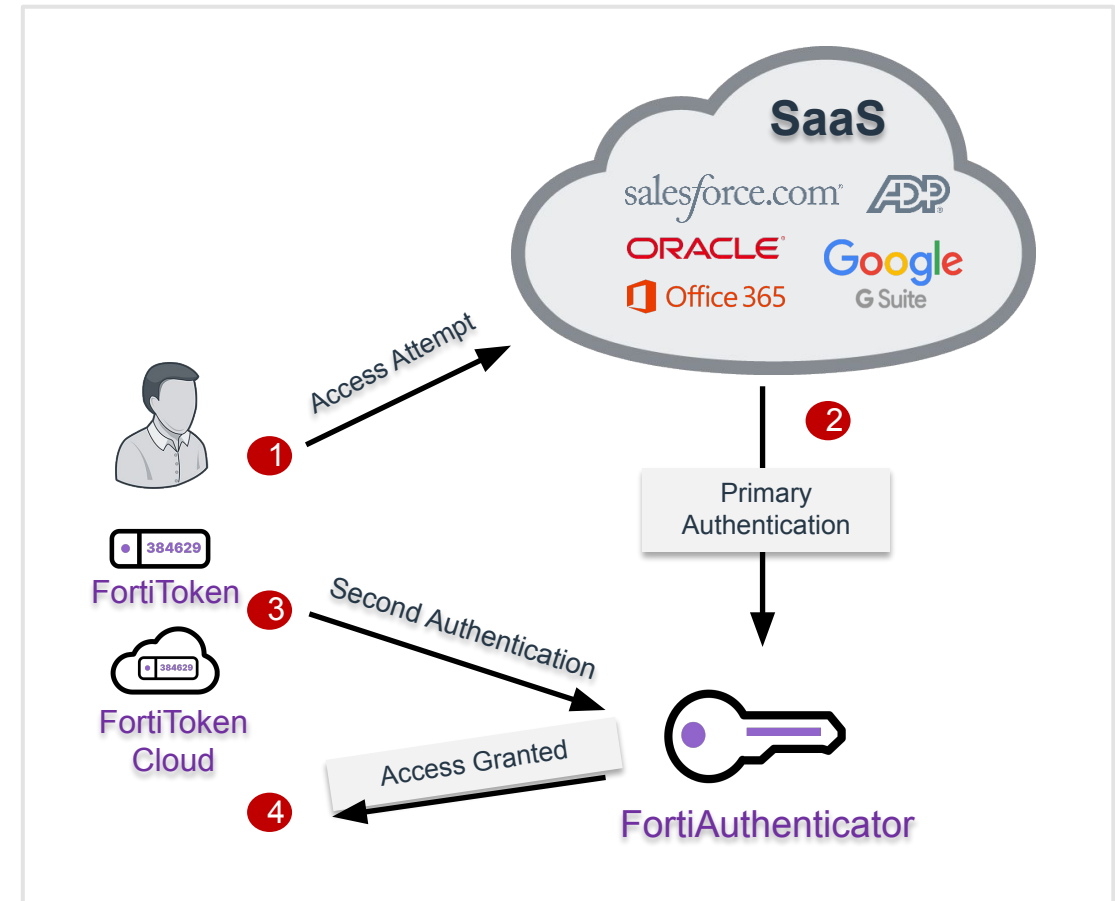 SaaS
salesforce.com
ADP
ORACLE
Google
Office 365
G Suite
Access Attempt
1
2
Primary
Authentication
384629
FortiToken
3
Second Authentication
384629
FortiToken
Cloud
Access Granted
4
FortiAuthenticator